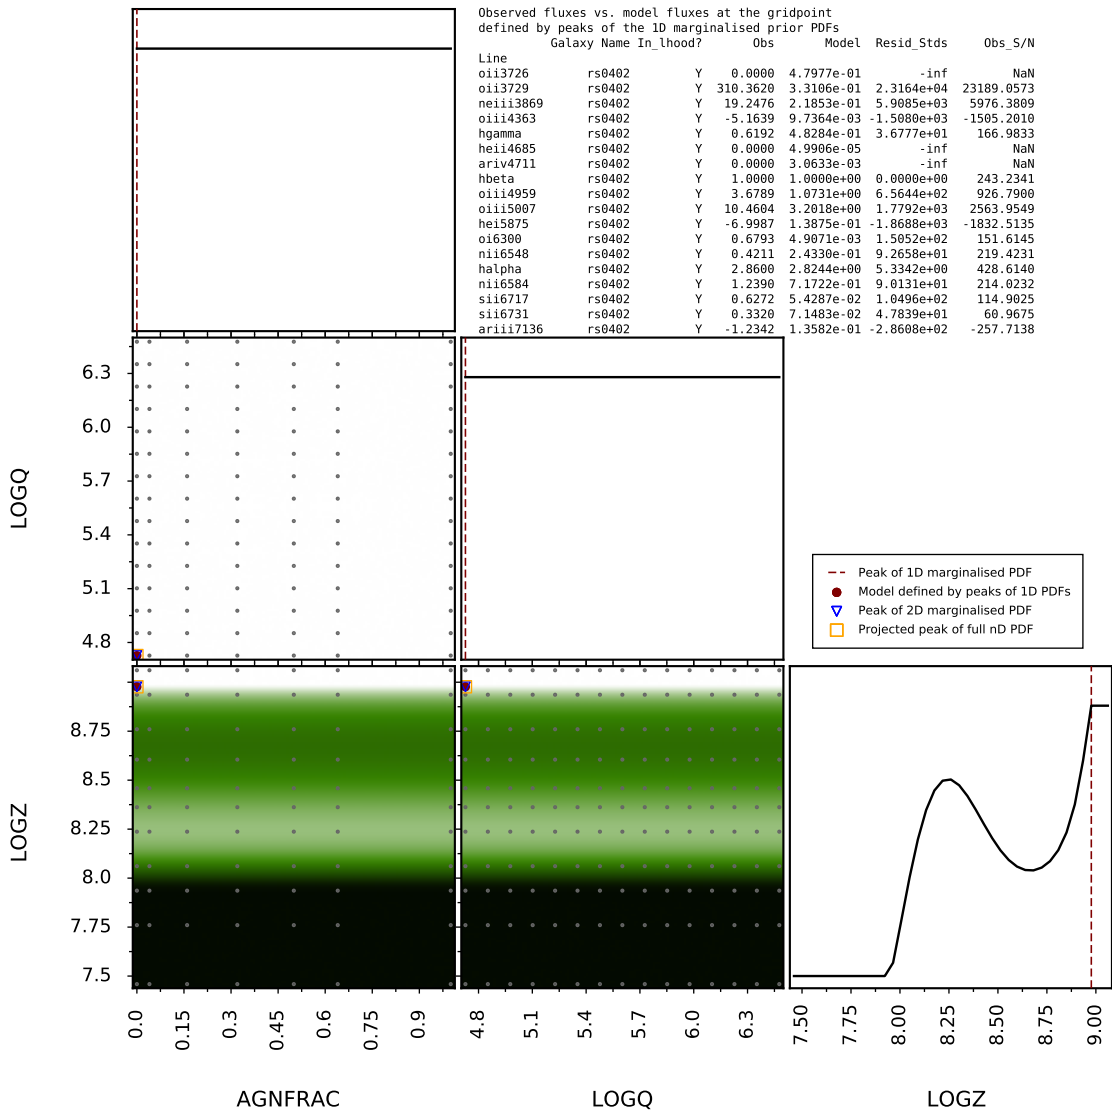 Observed fluxes vs. model fluxes at the gridpoint
defined by peaks of the 1D marginalised prior PDFs
Galaxy Name In_lhood? Obs Model Resid_Stds Obs_S/N
Line
oii3726 rs0402 Y 0.0000 4.7977e-01 -inf NaN
oii3729 rs0402 Y 310.3620 3.3106e-01 2.3164e+04 23189.0573
neiii3869 rs0402 Y 19.2476 2.1853e-01 5.9085e+03 5976.3809
oiii4363 rs0402 Y -5.1639 9.7364e-03 -1.5080e+03 -1505.2010
hgamma rs0402 Y 0.6192 4.8284e-01 3.6777e+01 166.9833
heii4685 rs0402 Y 0.0000 4.9906e-05 -inf NaN
ariv4711 rs0402 Y 0.0000 3.0633e-03 -inf NaN
hbeta rs0402 Y 1.0000 1.0000e+00 0.0000e+00 243.2341
oiii4959 rs0402 Y 3.6789 1.0731e+00 6.5644e+02 926.7900
oiii5007 rs0402 Y 10.4604 3.2018e+00 1.7792e+03 2563.9549
hei5875 rs0402 Y -6.9987 1.3875e-01 -1.8688e+03 -1832.5135
oi6300 rs0402 Y 0.6793 4.9071e-03 1.5052e+02 151.6145
nii6548 rs0402 Y 0.4211 2.4330e-01 9.2658e+01 219.4231
halpha rs0402 Y 2.8600 2.8244e+00 5.3342e+00 428.6140
nii6584 rs0402 Y 1.2390 7.1722e-01 9.0131e+01 214.0232
sii6717 rs0402 Y 0.6272 5.4287e-02 1.0496e+02 114.9025
sii6731 rs0402 Y 0.3320 7.1483e-02 4.7839e+01 60.9675
ariii7136 rs0402 Y -1.2342 1.3582e-01 -2.8608e+02 -257.7138
6.3
6.0
5.7
5.4
5.1
4.8
LOGQ
Peak of 1D marginalised PDF
Model defined by peaks of 1D PDFs
Peak of 2D marginalised PDF
Projected peak of full nD PDF
8.75
8.5
8.25
8.0
7.75
7.5
LOGZ
0.0 0.15 0.3 0.45 0.6 0.75 0.9
4.8 5.1 5.4 5.7 6.0 6.3
7.50 7.75 8.00 8.25 8.50 8.75 9.00
AGNFRAC LOGQ LOGZ